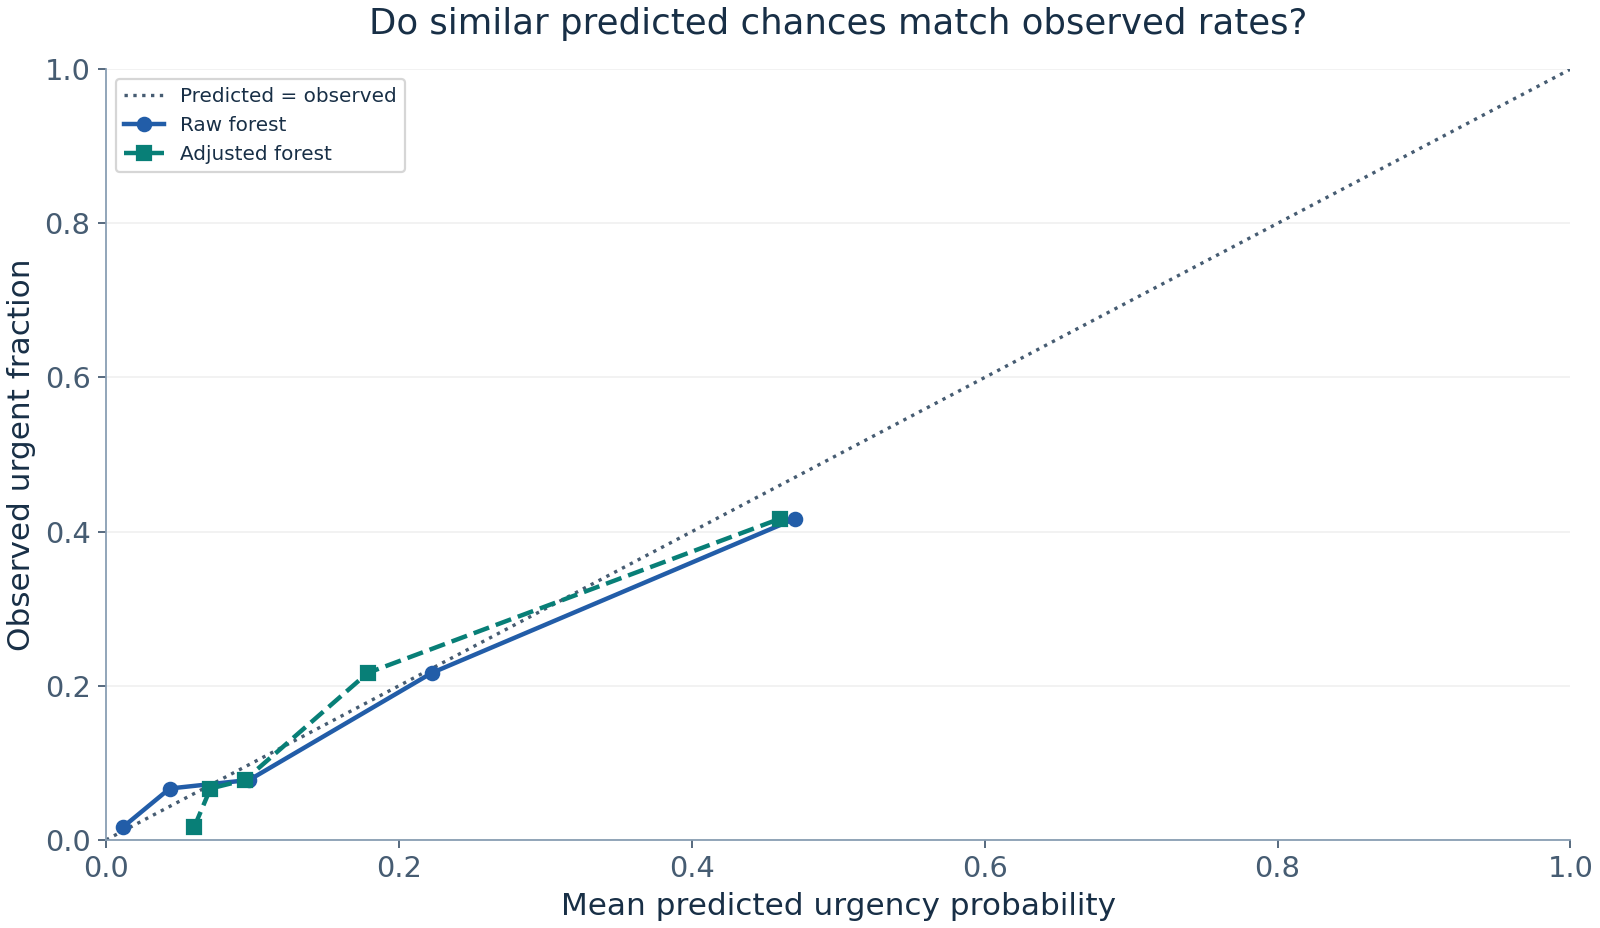 Do similar predicted chances match observed rates?
Predicted = observed
Raw forest
Adjusted forest
Observed urgent fraction
1.0
0.8
0.6
0.4
0.2
0.0
0.0 0.2 0.4 0.6 0.8 1.0
Mean predicted urgency probability